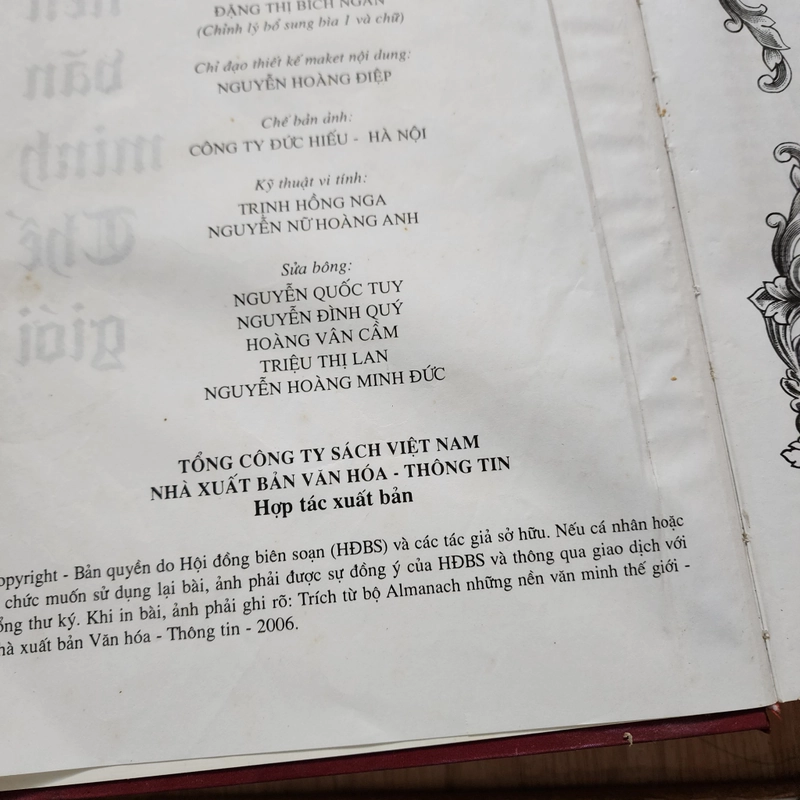 ĐẶNG THỊ BÍCH NGÂN
(Chỉnh lý bổ sung bìa 1 và chữ)
Chỉ đạo thiết kế maket nội dung:
NGUYỄN HOÀNG ĐIỆP
Chế bản ảnh:
CÔNG TY ĐỨC HIẾU - HÀ NỘI
Kỹ thuật vi tính:
TRỊNH HỒNG NGA
NGUYỄN NỮ HOÀNG ANH
Sửa bông:
NGUYỄN QUỐC TUY
NGUYỄN ĐÌNH QUÝ
HOÀNG VÂN CẦM
TRIỆU THỊ LAN
NGUYỄN HOÀNG MINH ĐỨC
TỔNG CÔNG TY SÁCH VIỆT NAM
NHÀ XUẤT BẢN VĂN HÓA - THÔNG TIN
Hợp tác xuất bản
opyright - Bản quyền do Hội đồng biên soạn (HĐBS) và các tác giả sở hữu. Nếu cá nhân hoặc
chức muốn sử dụng lại bài, ảnh phải được sự đồng ý của HĐBS và thông qua giao dịch với
ổng thư ký. Khi in bài, ảnh phải ghi rõ: Trích từ bộ Almanach những nền văn minh thế giới -
hà xuất bản Văn hóa - Thông tin - 2006.